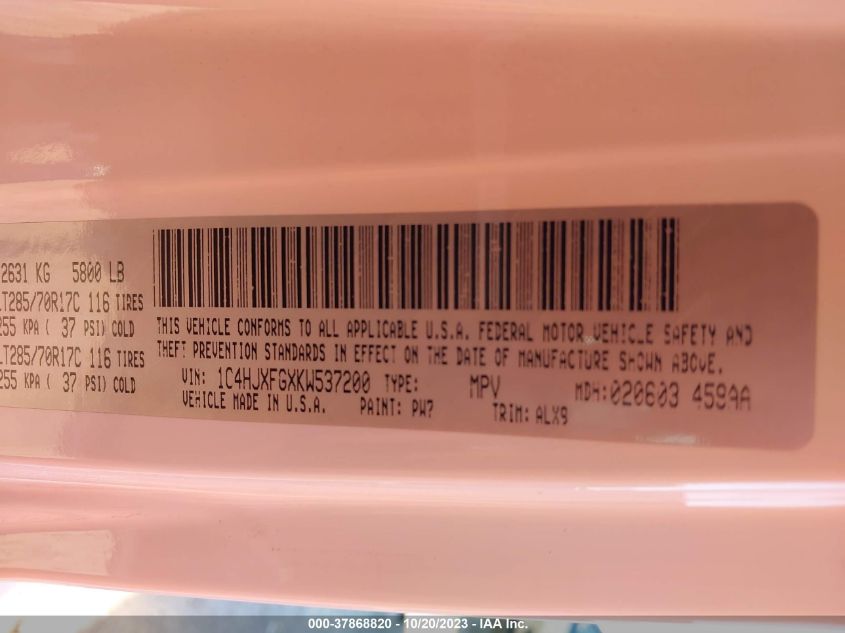 2631 KG 5800 LB
LT285/70R17C 116 TIRES
255 KPA ( 37 PSI) COLD
LT285/70R17C 116 TIRES
255 KPA ( 37 PSI) COLD
THIS VEHICLE CONFORMS TO ALL APPLICABLE U.S.A. FEDERAL MOTOR VEHICLE SAFETY AND
THEFT PREVENTION STANDARDS IN EFFECT ON THE DATE OF MANUFACTURE SHOWN ABOVE.
VIN: 1C4HJXFGXKW537200 TYPE: MPV MDH:020603 4594A
VEHICLE MADE IN U.S.A. PAINT: PW7 TRIM: ALX9
000-37868820 - 10/20/2023 - IAA Inc.